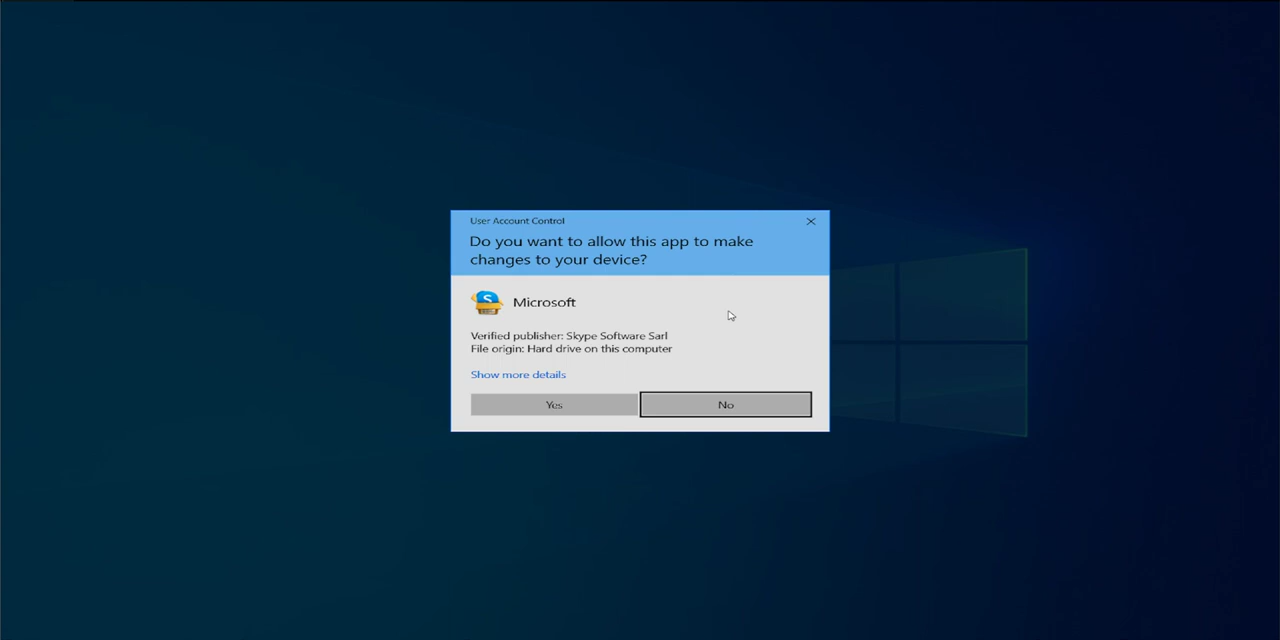 User Account Control
Do you want to allow this app to make
changes to your device?
S
Microsoft
Verified publisher: Skype Software Sarl
File origin: Hard drive on this computer
Show more details
Yes
No